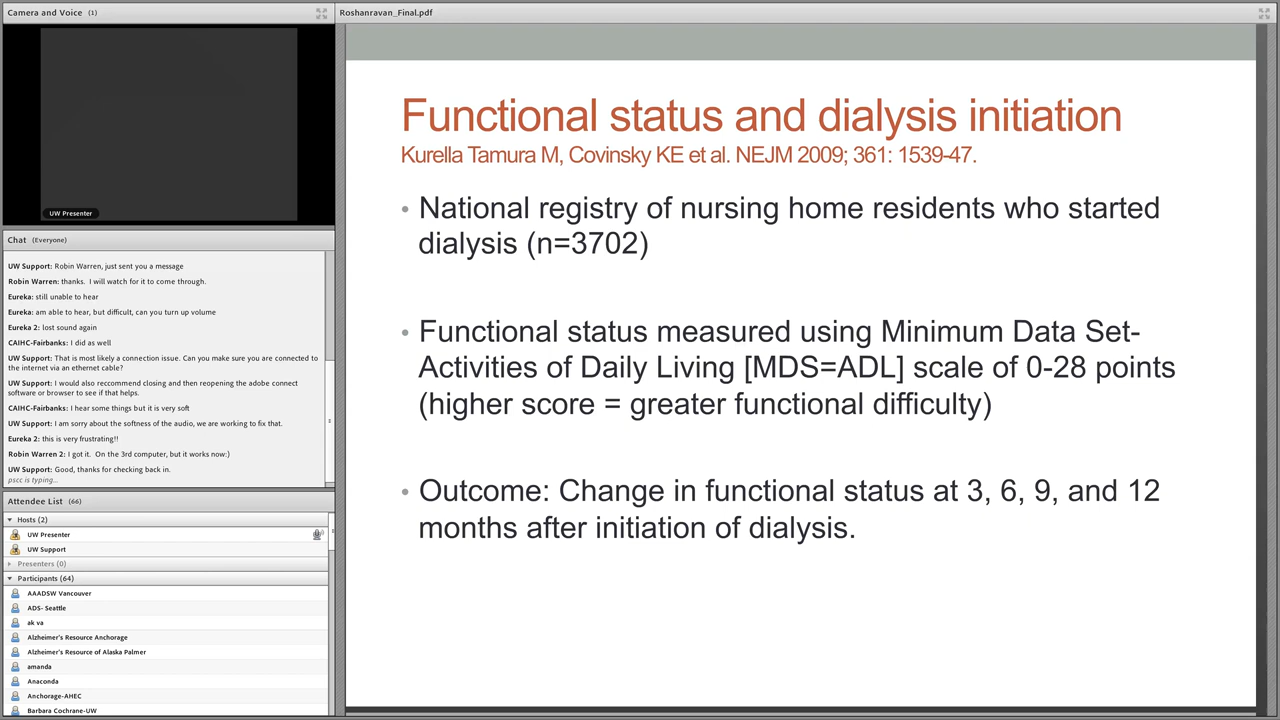 Camera and Voice (1)
UW Presenter
Chat (Everyone)
UW Support: Robin Warren, just sent you a message
Robin Warren: thanks. I will watch for it to come through.
Eureka: still unable to hear
Eureka: am able to hear, but difficult, can you turn up volume
Eureka 2: lost sound again
CAIHC-Fairbanks: I did as well
UW Support: That is most likely a connection issue. Can you make sure you are connected to
the internet via an ethernet cable?
UW Support: I would also reccommend closing and then reopening the adobe connect
software or browser to see if that helps.
CAIHC-Fairbanks: I hear some things but it is very soft
UW Support: I am sorry about the softness of the audio, we are working to fix that.
Eureka 2: this is very frustrating!!
Robin Warren 2: I got it. On the 3rd computer, but it works now:)
UW Support: Good, thanks for checking back in.
pscc is typing...
Attendee List (66)
Hosts (2)
UW Presenter
UW Support
Presenters (0)
Participants (64)
AAADSW Vancouver
ADS- Seattle
ak va
Alzheimer's Resource Anchorage
Alzheimer's Resource of Alaska Palmer
amanda
Anaconda
Anchorage-AHEC
Barbara Cochrane-UW
Roshanravan_Final.pdf
Functional status and dialysis initiation
Kurella Tamura M, Covinsky KE et al. NEJM 2009; 361: 1539-47.
• National registry of nursing home residents who started
dialysis (n=3702)
• Functional status measured using Minimum Data Set-
Activities of Daily Living [MDS=ADL] scale of 0-28 points
(higher score = greater functional difficulty)
• Outcome: Change in functional status at 3, 6, 9, and 12
months after initiation of dialysis.